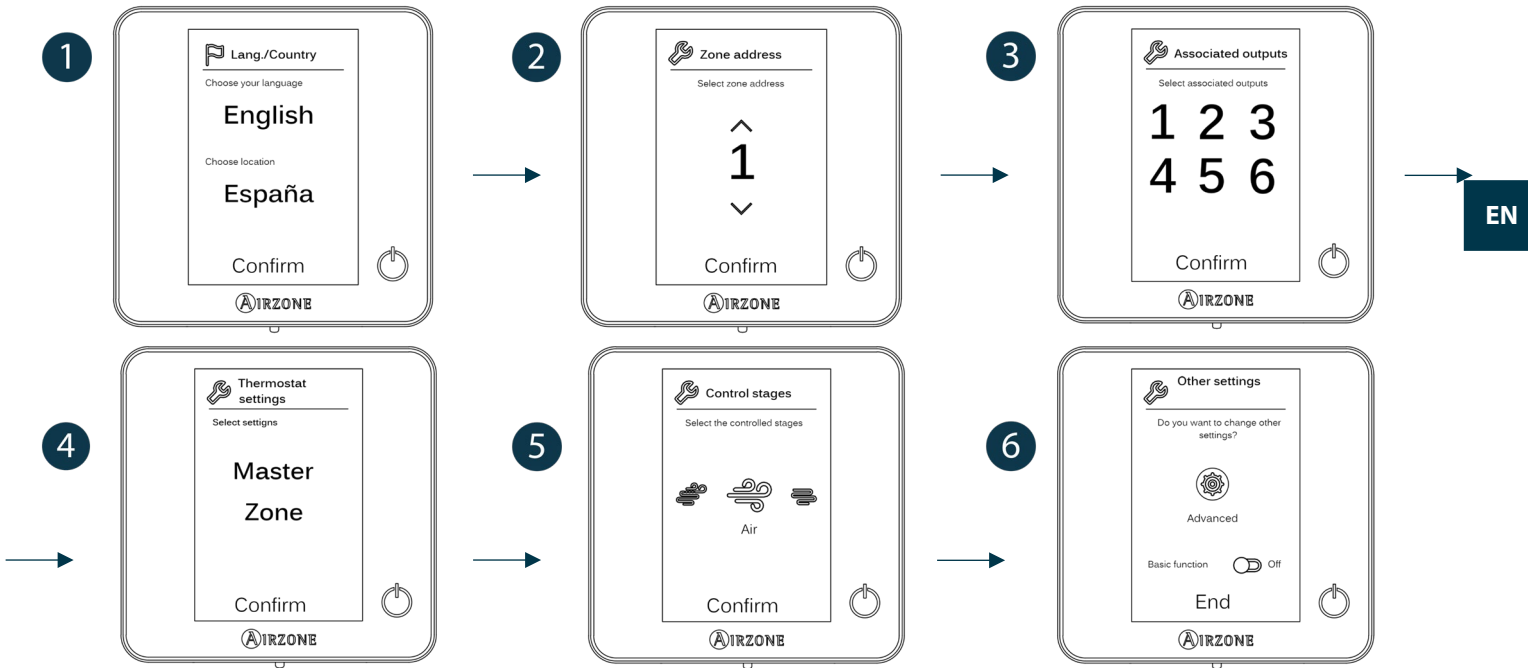 1
Lang./Country
Choose your language
English
Choose location
España
Confirm
AIRZONE
2
Zone address
Select zone address
1
Confirm
AIRZONE
3
Associated outputs
Select associated outputs
1 2 3
4 5 6
Confirm
AIRZONE
EN
4
Thermostat
settings
Select settigns
Master
Zone
Confirm
AIRZONE
5
Control stages
Select the controlled stages
Air
Confirm
AIRZONE
6
Other settings
Do you want to change other
settings?
Advanced
Basic function Off
End
AIRZONE